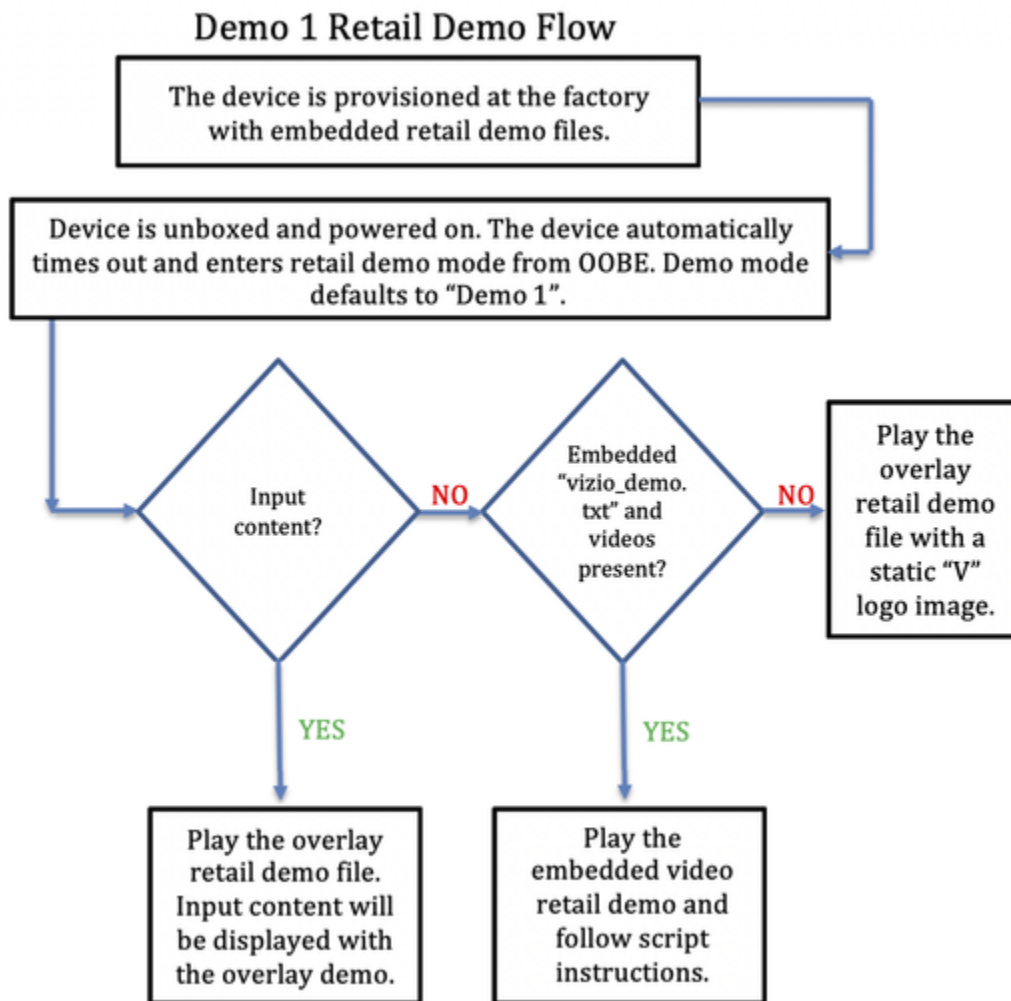 Demo 1 Retail Demo Flow
The device is provisioned at the factory
with embedded retail demo files.
Device is unboxed and powered on. The device automatically
times out and enters retail demo mode from OOBE. Demo mode
defaults to “Demo 1”.
Input
content?
NO
Embedded
“vizio_demo.
txt” and
videos
present?
NO
Play the
overlay
retail demo
file with a
static “V”
logo image.
YES
YES
Play the overlay
retail demo file.
Input content will
be displayed with
the overlay demo.
Play the
embedded video
retail demo and
follow script
instructions.